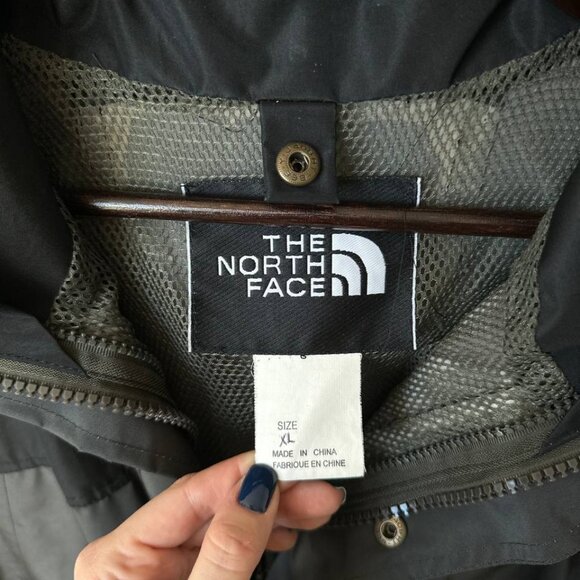 THE
NORTH
FACE
SIZE
XL
MADE IN CHINA
FABRIQUE EN CHINE